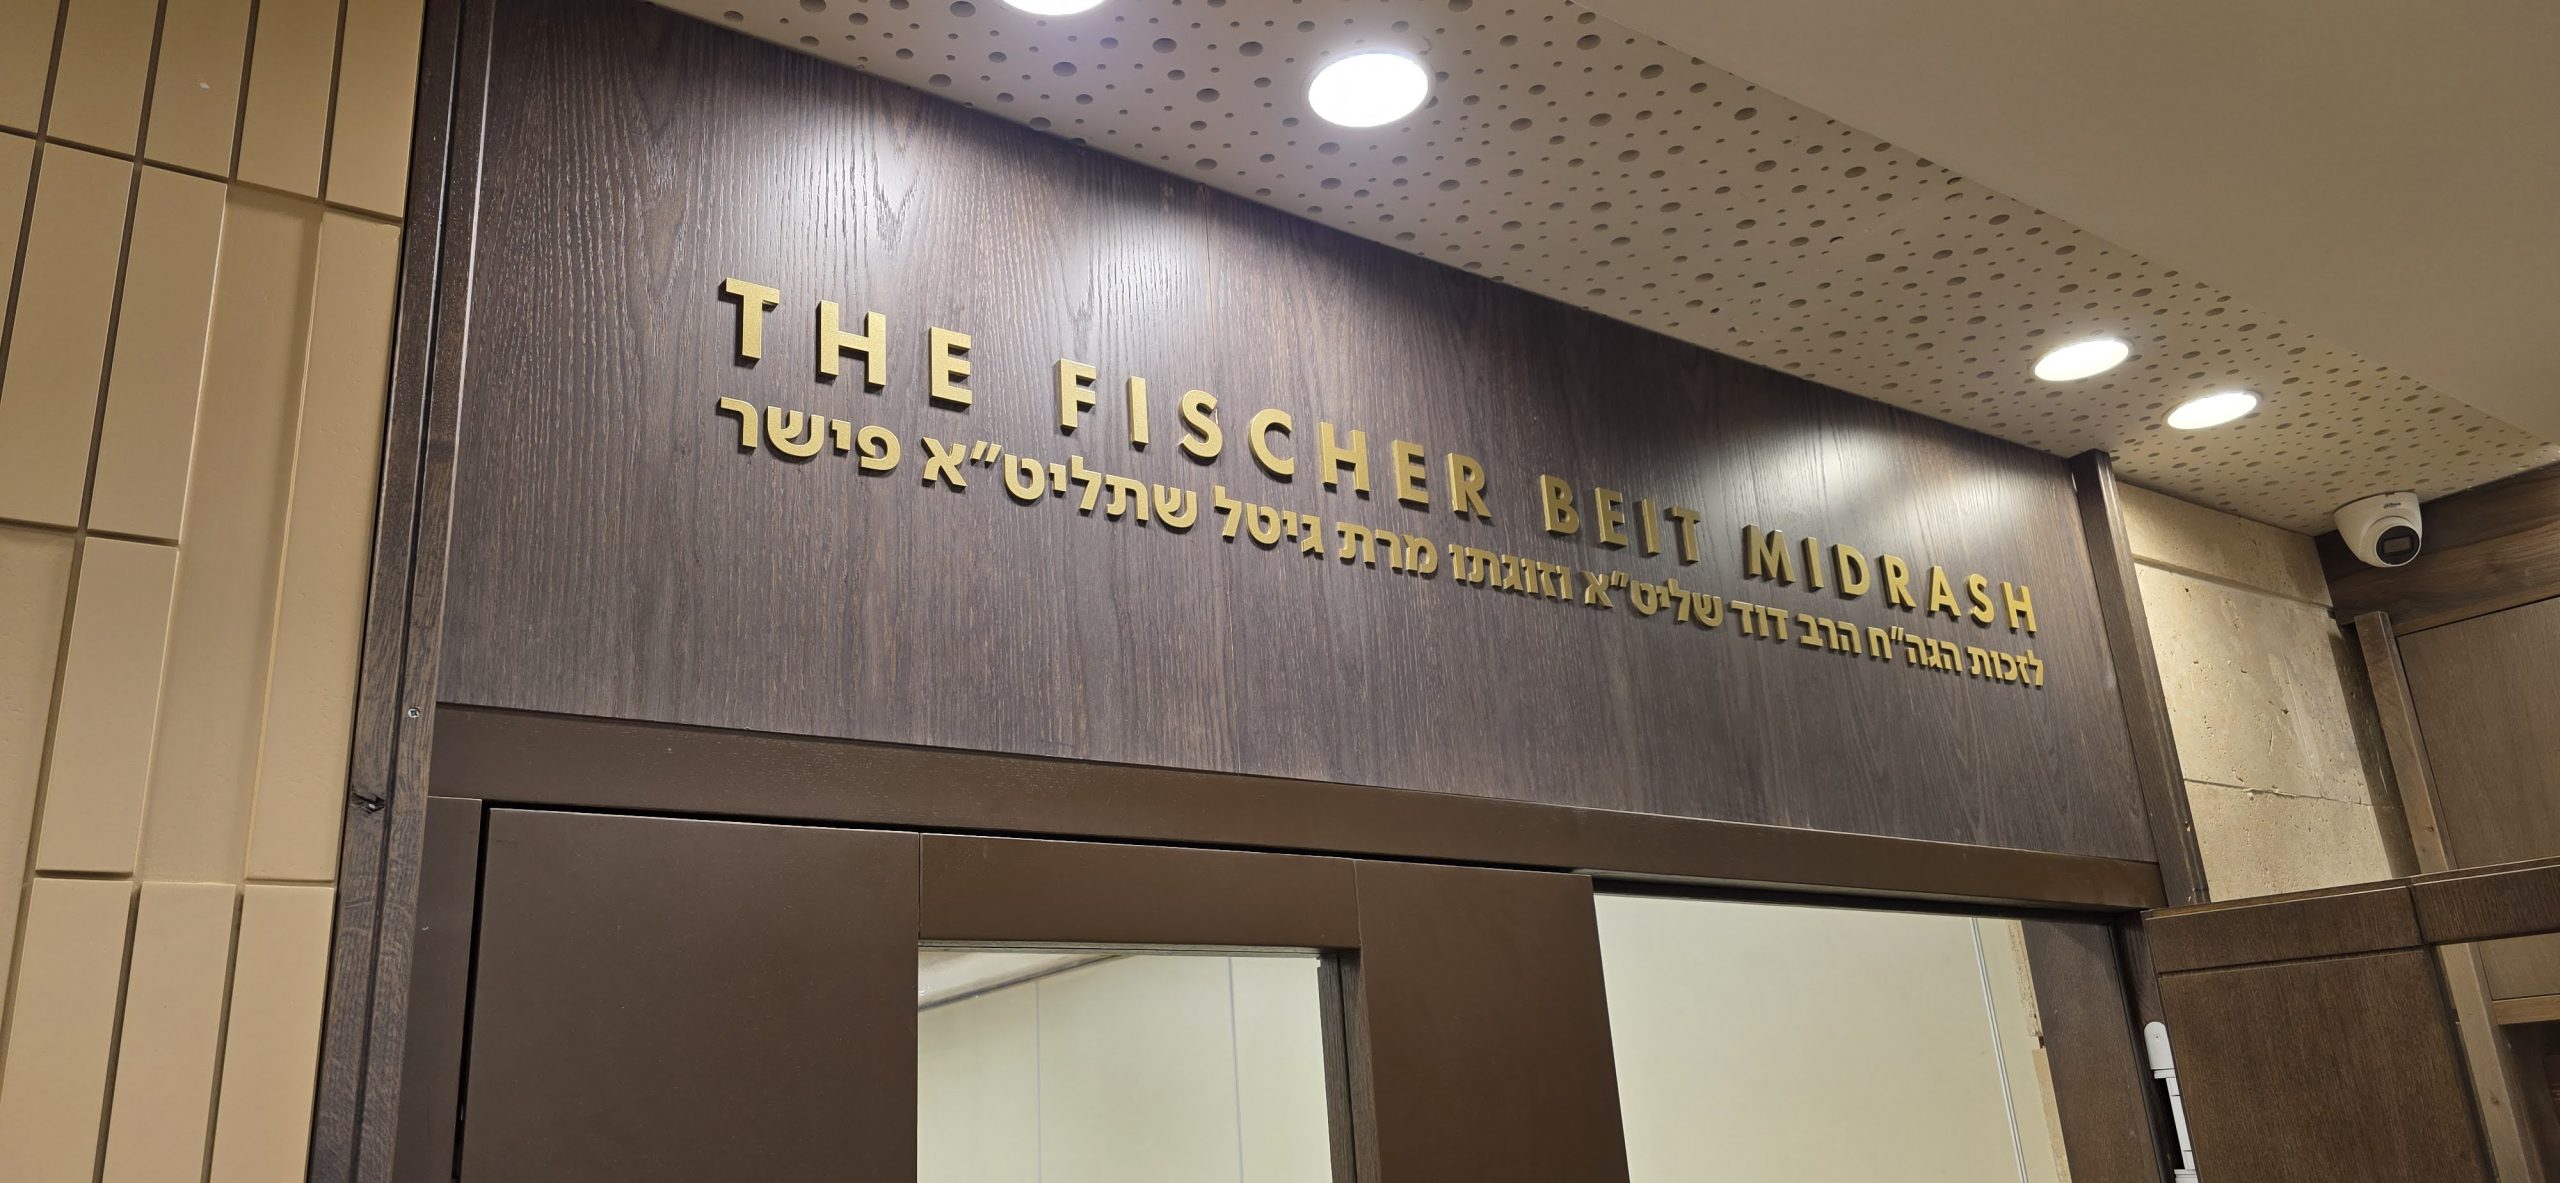 THE FISCHER BEIT MIDRASH
לזכות הגה"ח הרב דוד שליט"א וזוגתו מרת גיטל שתליט"א פישר